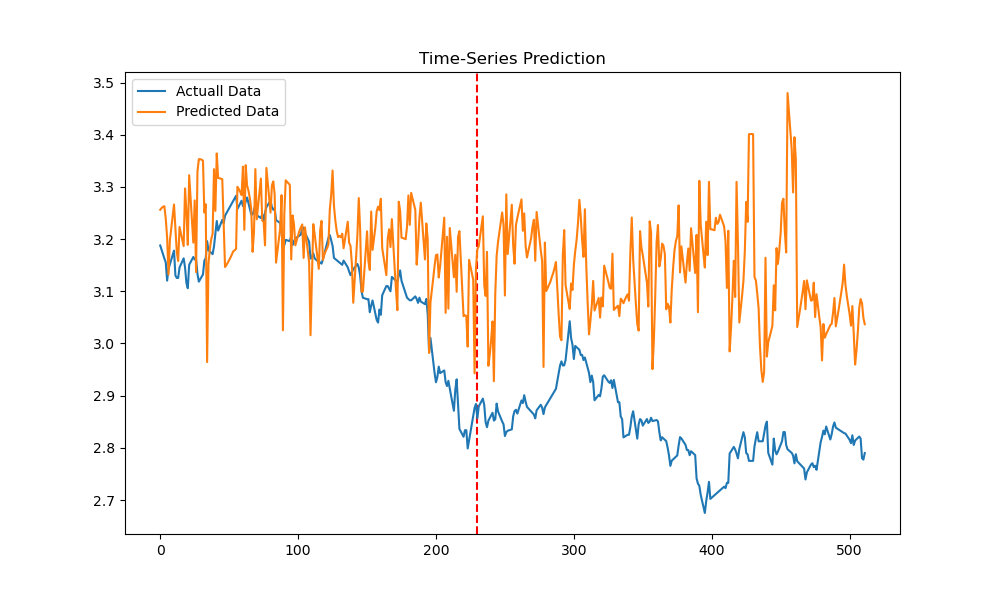 Time-Series Prediction
Actuall Data
Predicted Data
3.5
3.4
3.3
3.2
3.1
3.0
2.9
2.8
2.7
0 100 200 300 400 500